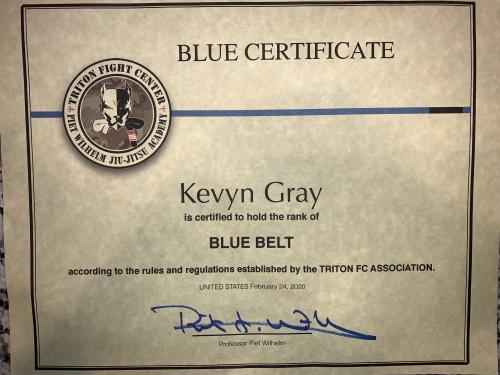 BLUE CERTIFICATE
TRITON FIGHT CENTER
PIET WILHELM JIU-JITSU ACADEMY
Kevyn Gray
is certified to hold the rank of
BLUE BELT
according to the rules and regulations established by the TRITON FC ASSOCIATION.
UNITED STATES February 24, 2020
Professor Piet Wilhelm